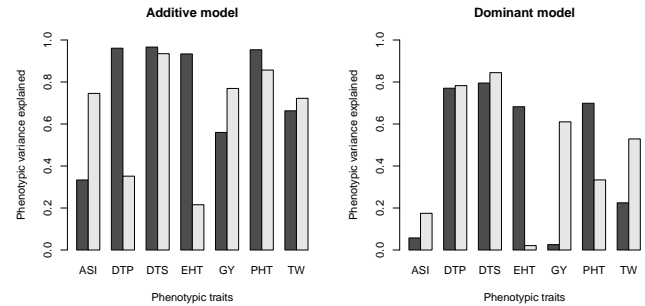 Additive model
Phenotypic variance explained
1.0
0.8
0.6
0.4
0.2
0.0
ASI DTP DTS EHT GY PHT TW
Phenotypic traits
Dominant model
Phenotypic variance explained
1.0
0.8
0.6
0.4
0.2
0.0
ASI DTP DTS EHT GY PHT TW
Phenotypic traits